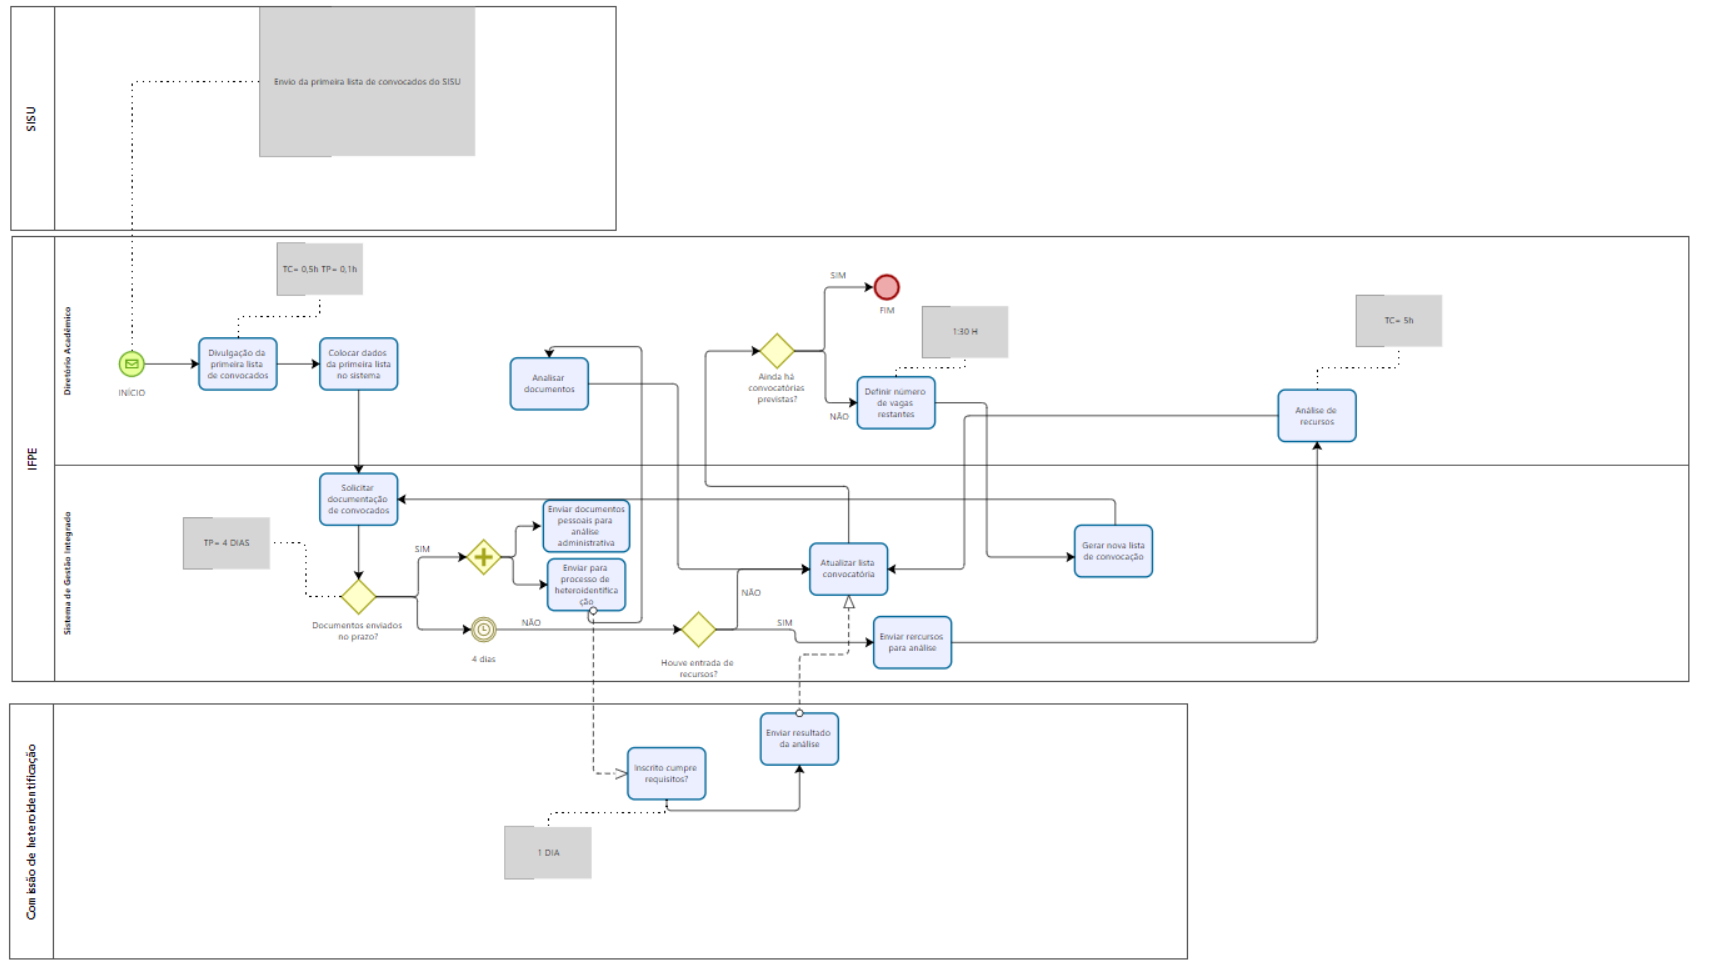 SISU
Envio da primeira lista de convocados do SISU
IFPE
Diretório Acadêmico
TC= 0,5h TP= 0,1h
INÍCIO
Divulgação da
primeira lista
de convocados
Colocar dados
da primeira lista
no sistema
Analisar
documentos
Ainda há
convocatórias
previstas?
SIM
FIM
NÃO
1:30 H
Definir número
de vagas
restantes
TC= 5h
Análise de
recursos
Sistema de Gestão Integrado
Solicitar
documentação
de convocados
TP= 4 DIAS
Documentos enviados
no prazo?
SIM
Enviar documentos
pessoais para
análise
administrativa
Enviar para
processo de
heteroidentifica
ção
4 dias
NÃO
Houve entrada de
recursos?
NÃO
SIM
Atualizar lista
convocatória
Enviar rercursos
para análise
Gerar nova lista
de convocação
Comissão de heteroidentificação
Inscrito cumpre
requisitos?
Enviar resultado
da análise
1 DIA